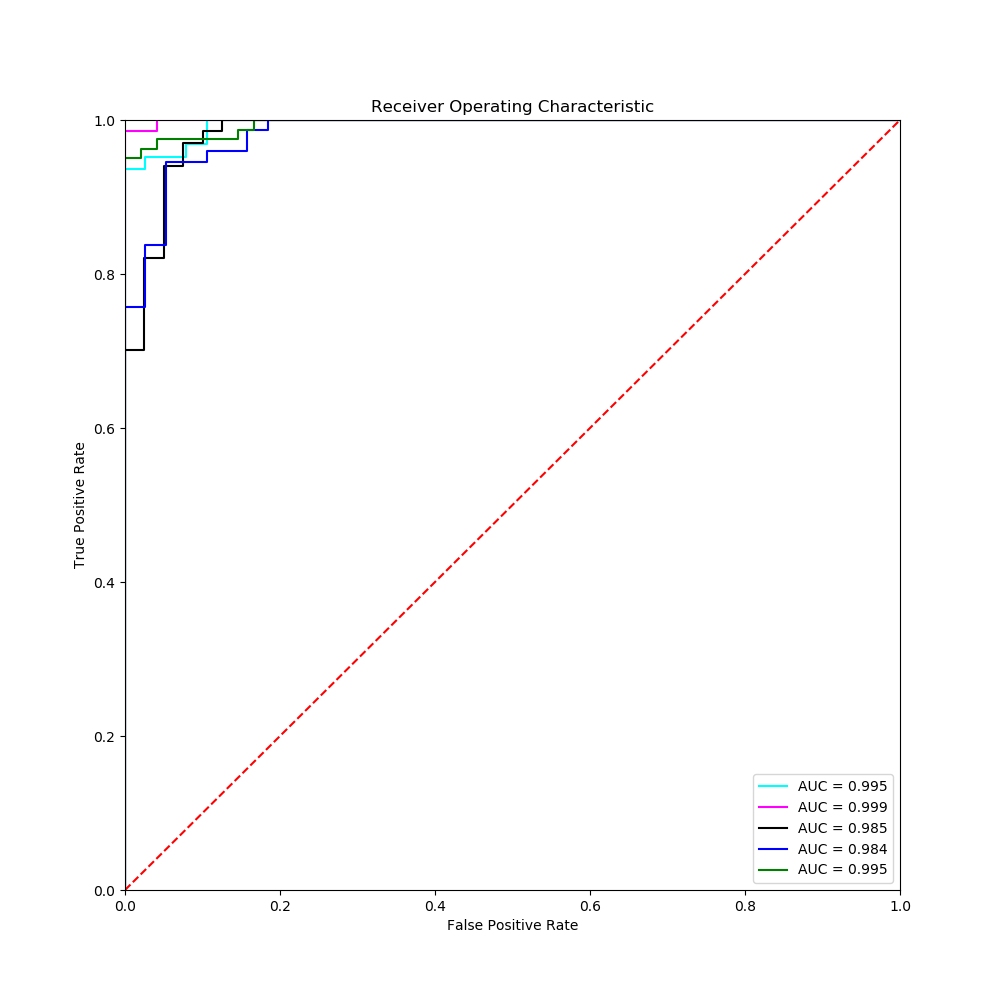 Receiver Operating Characteristic
1.0
0.8
0.6
0.4
0.2
0.0
True Positive Rate
0.0 0.2 0.4 0.6 0.8 1.0
False Positive Rate
AUC = 0.995
AUC = 0.999
AUC = 0.985
AUC = 0.984
AUC = 0.995